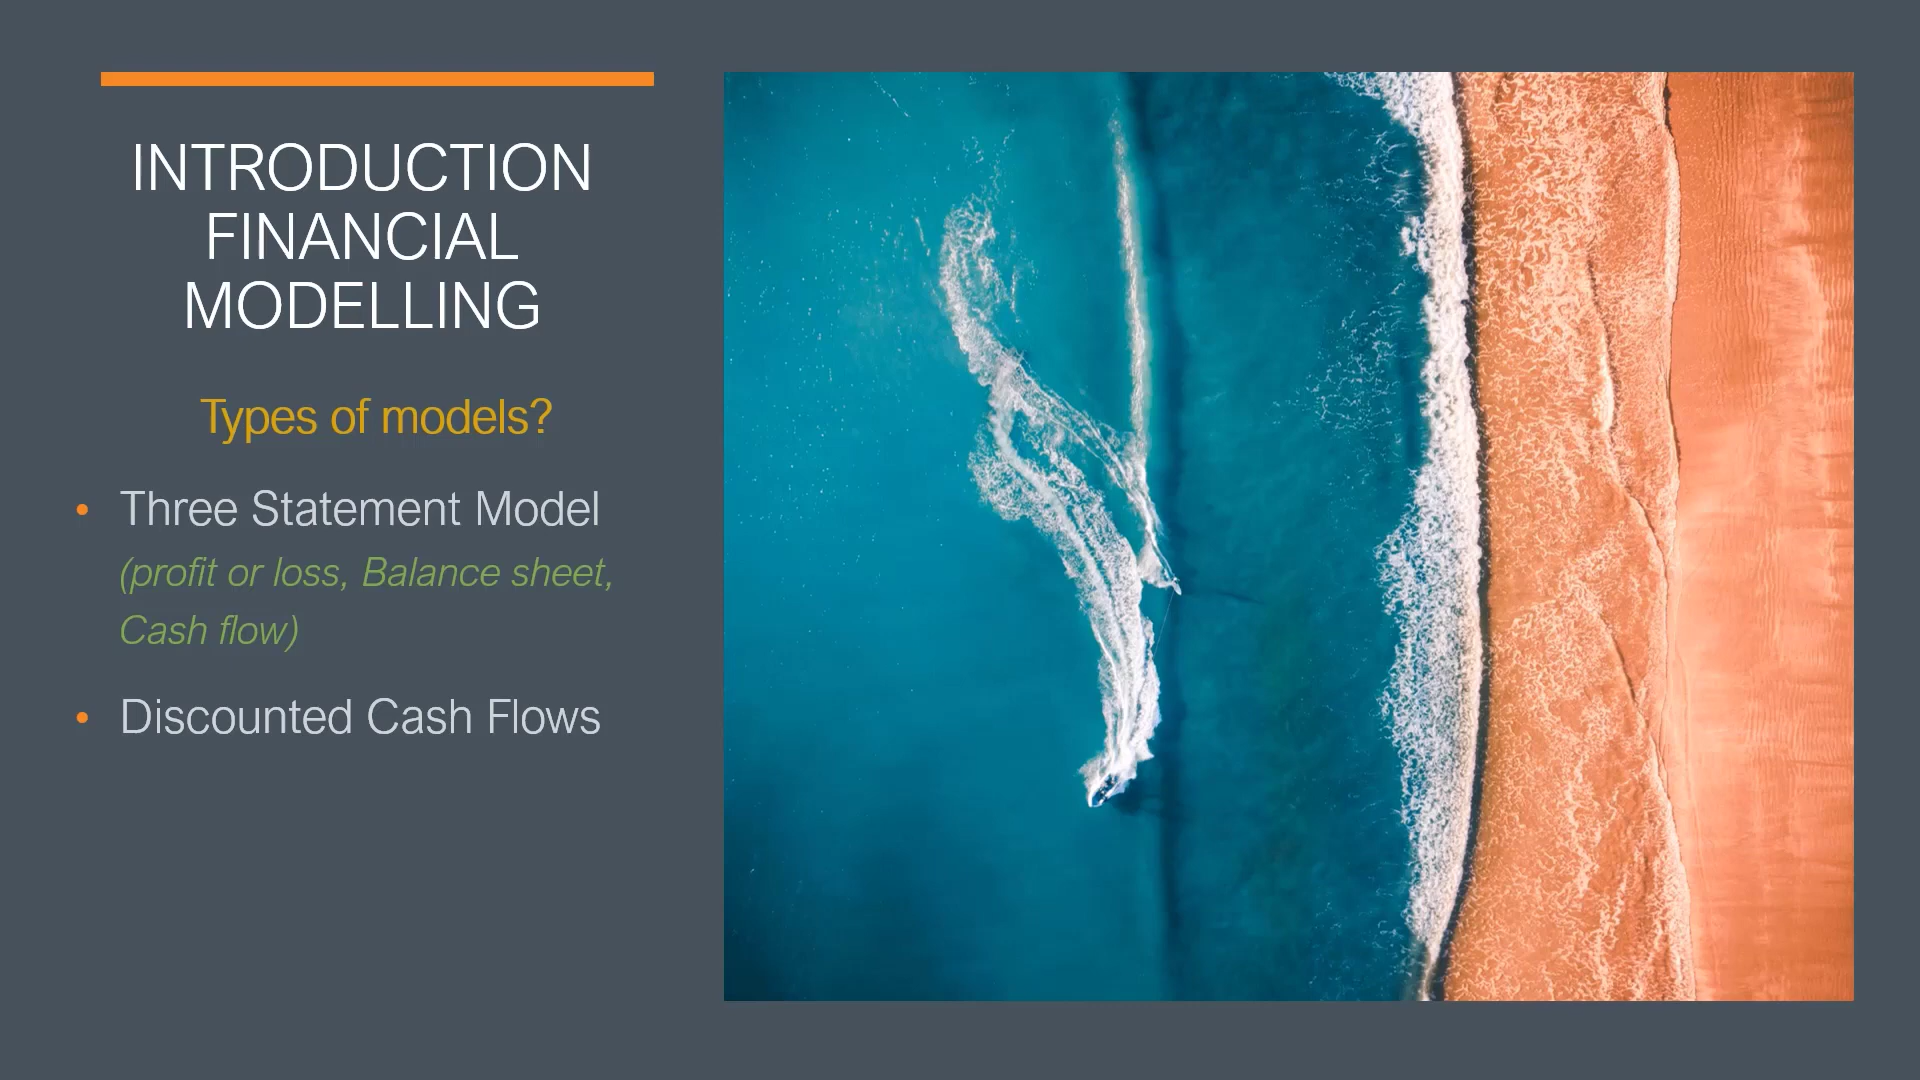 INTRODUCTION
FINANCIAL
MODELLING
Types of models?
• Three Statement Model
(profit or loss, Balance sheet,
Cash flow)
• Discounted Cash Flows